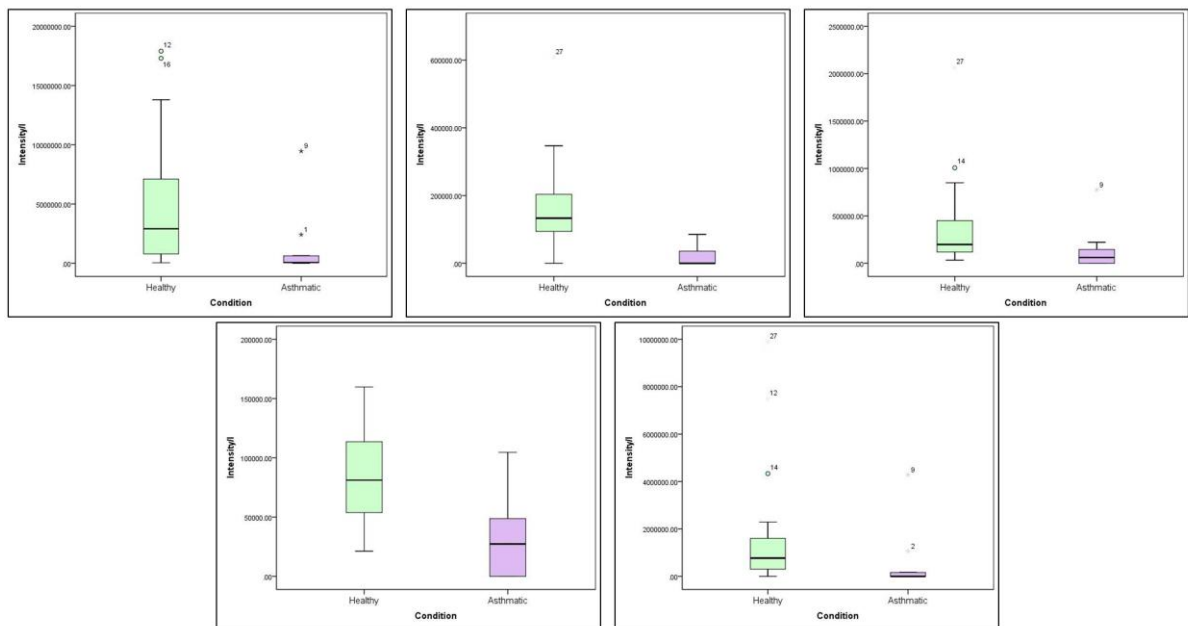 20000000.00
15000000.00
10000000.00
5000000.00
.00
Intensity/I
12
16
9
1
Healthy
Asthmatic
Condition
600000.00
400000.00
200000.00
.00
Intensity/I
27
Healthy
Asthmatic
Condition
2500000.00
2000000.00
1500000.00
1000000.00
500000.00
.00
Intensity/I
27
14
9
Healthy
Asthmatic
Condition
200000.00
150000.00
100000.00
50000.00
.00
Intensity/I
Healthy
Asthmatic
Condition
10000000.00
8000000.00
6000000.00
4000000.00
2000000.00
.00
Intensity/I
27
12
14
9
2
Healthy
Asthmatic
Condition